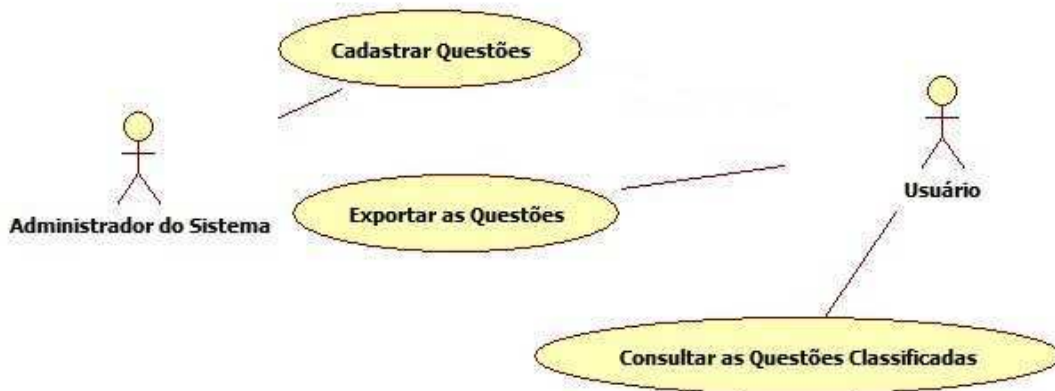 Cadastrar Questões
Administrador do Sistema
Exportar as Questões
Usuário
Consultar as Questões Classificadas